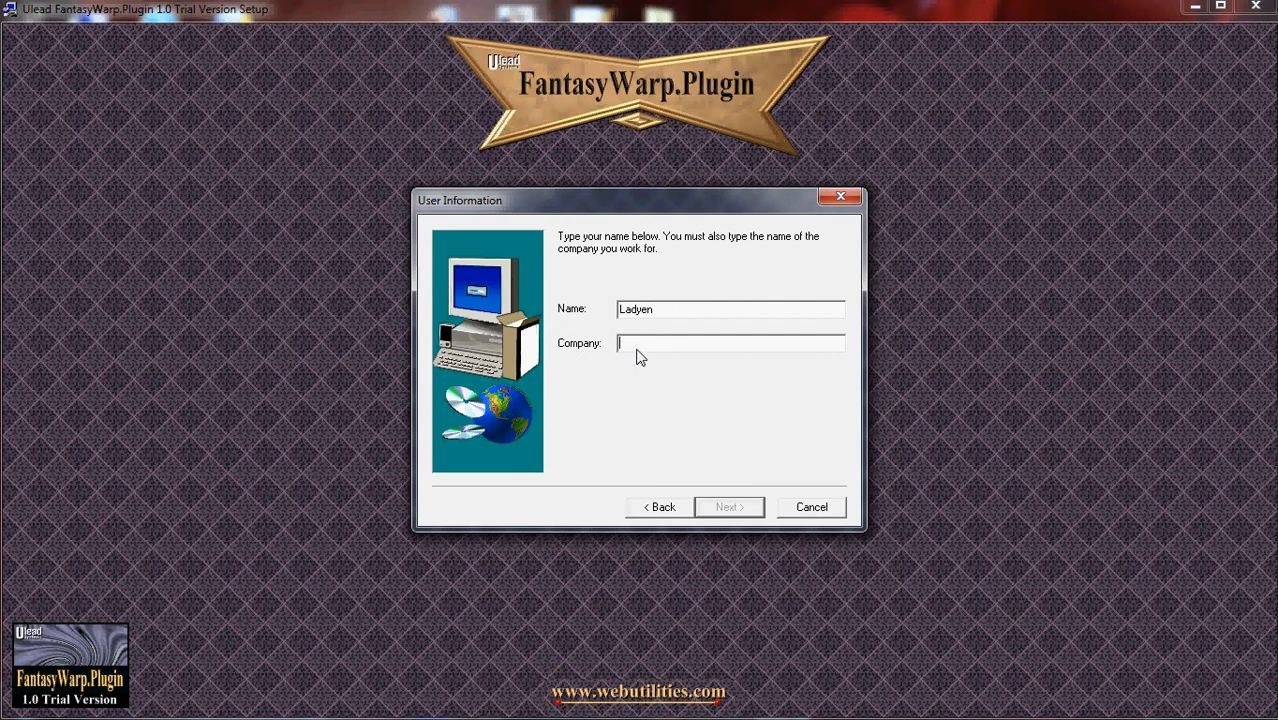 Ulead FantasyWarp.Plugin 1.0 Trial Version Setup
Ulead
FantasyWarp.Plugin
User Information
Type your name below. You must also type the name of the
company you work for.
Name: Ladyen
Company:
< Back Next > Cancel
Ulead
FantasyWarp.Plugin
1.0 Trial Version
www.webutilities.com